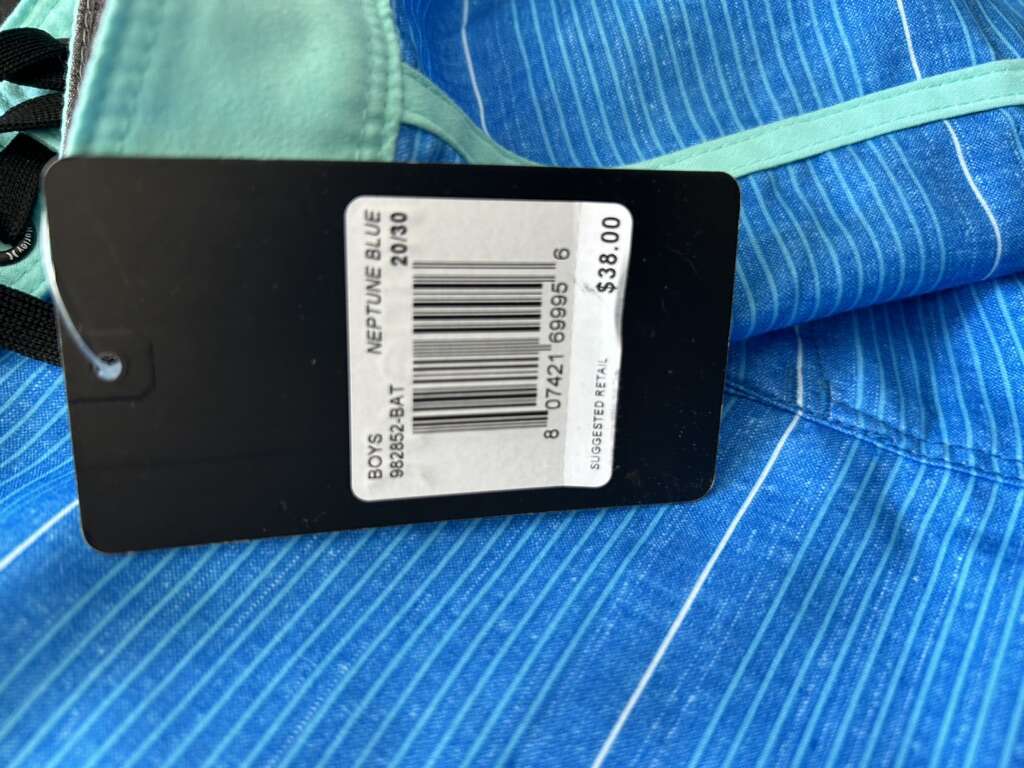 BOYS NEPTUNE BLUE
982852-BAT 20/30
8 07421 69995 6
SUGGESTED RETAIL $38.00